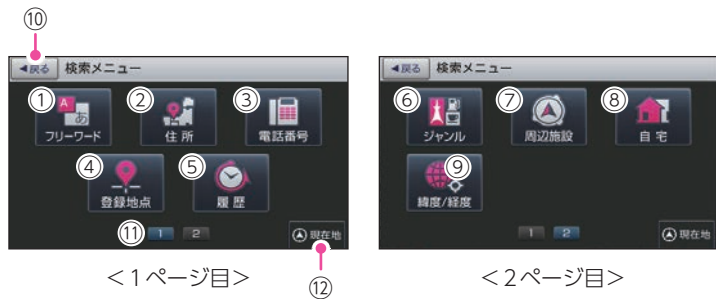 ⑩
◀戻る 検索メニュー
① ② ③
A あ
フリーワード 住所 電話番号
④ ⑤
登録地点 履歴
⑪ 1 2 現在地
<1ページ目> ⑫
◀戻る 検索メニュー
⑥ ⑦ ⑧
ジャンル 周辺施設 自宅
⑨
緯度/経度
1 2 現在地
<2ページ目>